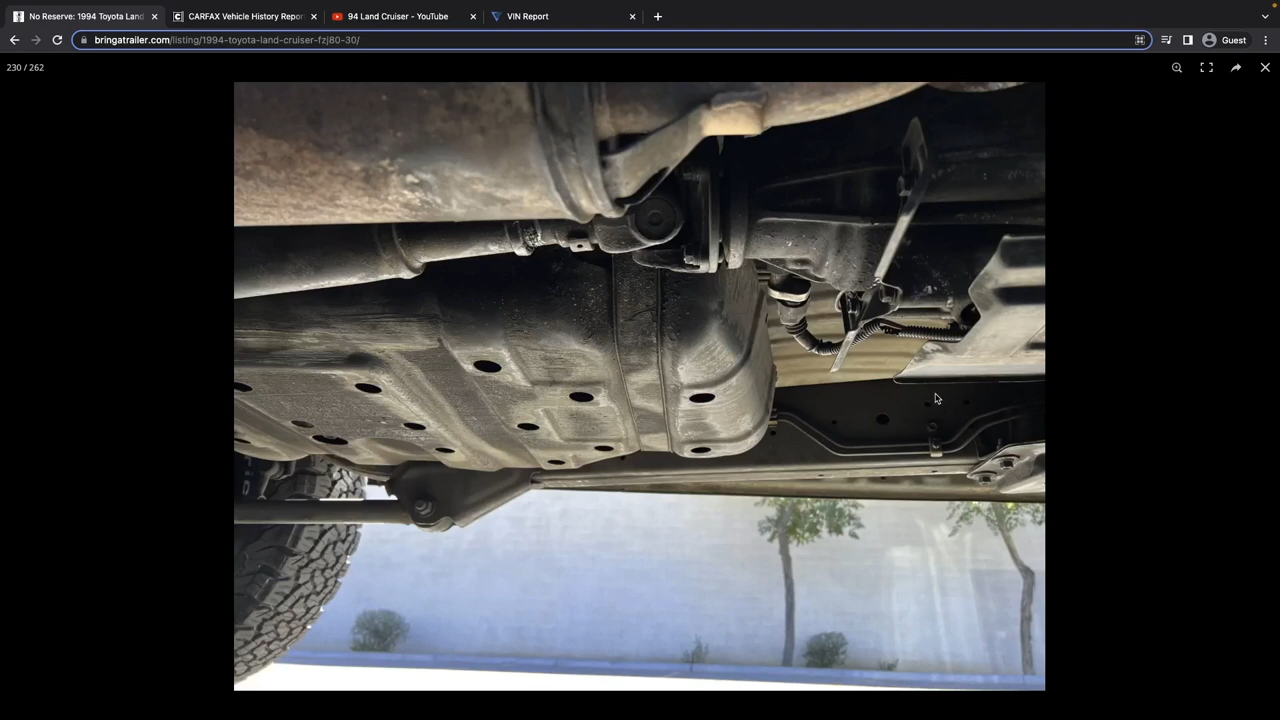 No Reserve: 1994 Toyota Land
CARFAX Vehicle History Repor
94 Land Cruiser - YouTube
VIN Report
bringatrailer.com/listing/1994-toyota-land-cruiser-fzj80-30/
Guest
230 / 262